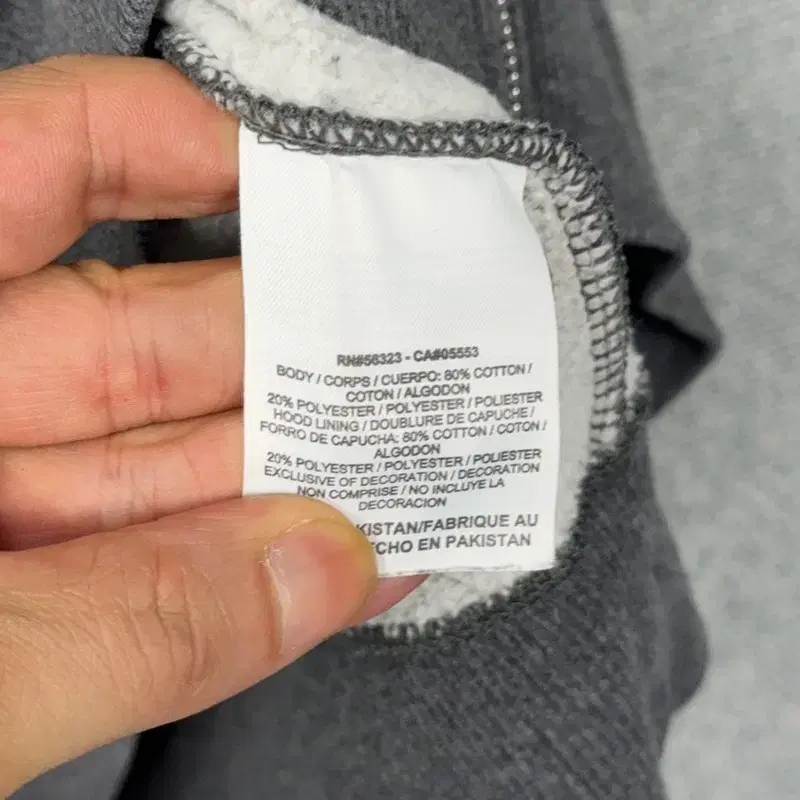 RN#56323 - CA#05553
BODY / CORPS / CUERPO: 80% COTTON /
COTON / ALGODON
20% POLYESTER / POLYESTER / POLIESTER
HOOD LINING / DOUBLURE DE CAPUCHE /
FORRO DE CAPUCHA: 80% COTTON / COTON /
ALGODON
20% POLYESTER / POLYESTER / POLIESTER
EXCLUSIVE OF DECORATION / DECORATION
NON COMPRISE / NO INCLUYE LA
DECORACION
KISTAN/FABRIQUE AU
CHO EN PAKISTAN